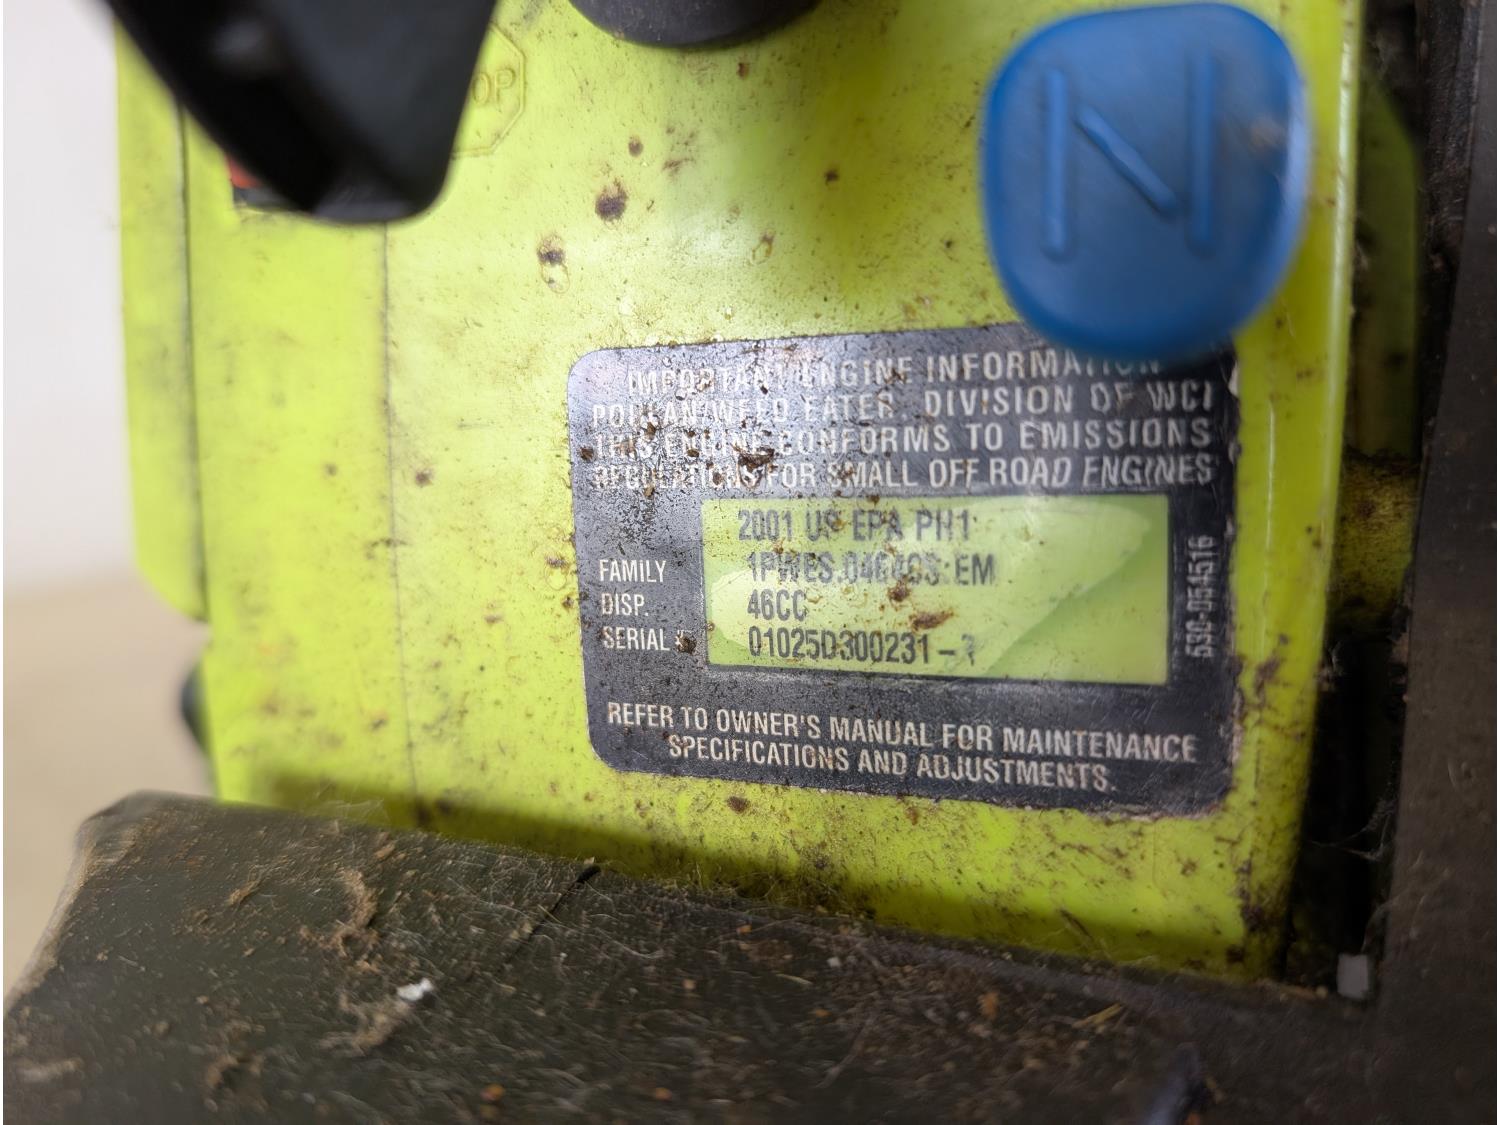 OP
N
IMPORTANT ENGINE INFORMATION
POULAN/WEED EATER, DIVISION OF WCI
THIS ENGINE CONFORMS TO EMISSIONS
REGULATIONS FOR SMALL OFF ROAD ENGINES
2001 US EPA PH1
FAMILY
DISP. 46CC
SERIAL # 01025D300231-
530-054516
REFER TO OWNER'S MANUAL FOR MAINTENANCE
SPECIFICATIONS AND ADJUSTMENTS.